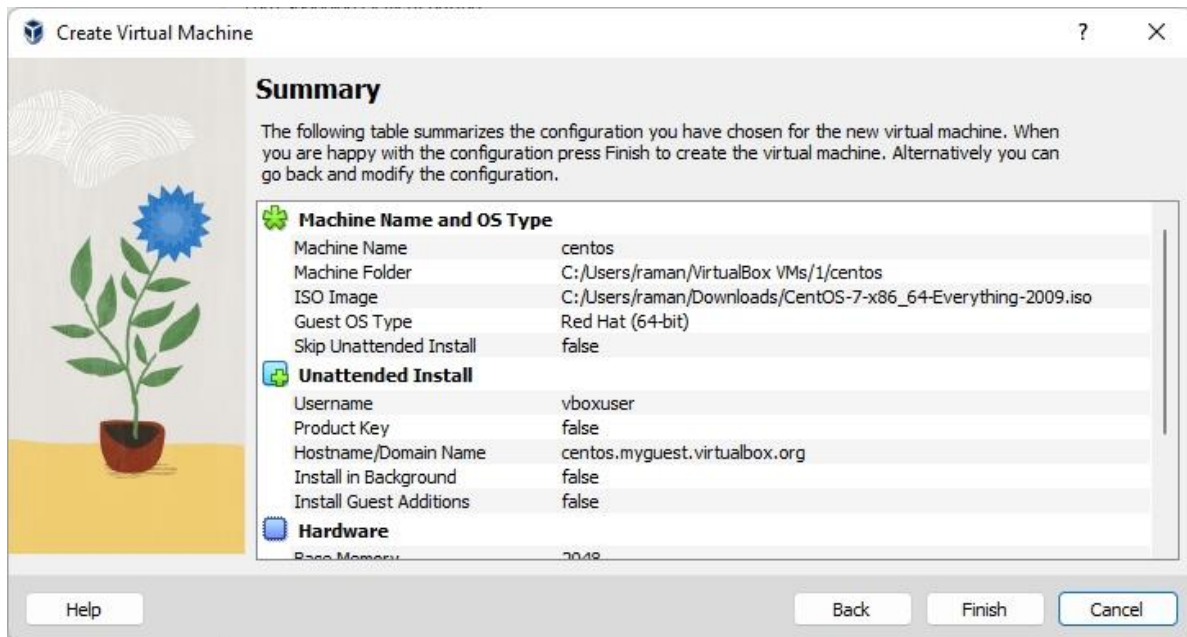 Create Virtual Machine
?
Summary
The following table summarizes the configuration you have chosen for the new virtual machine. When
you are happy with the configuration press Finish to create the virtual machine. Alternatively you can
go back and modify the configuration.
Machine Name and OS Type
Machine Name centos
Machine Folder C:/Users/raman/VirtualBox VMs/1/centos
ISO Image C:/Users/raman/Downloads/CentOS-7-x86_64-Everything-2009.iso
Guest OS Type Red Hat (64-bit)
Skip Unattended Install false
Unattended Install
Username vboxuser
Product Key false
Hostname/Domain Name centos.myguest.virtualbox.org
Install in Background false
Install Guest Additions false
Hardware
Base Memory 2048
Help Back Finish Cancel